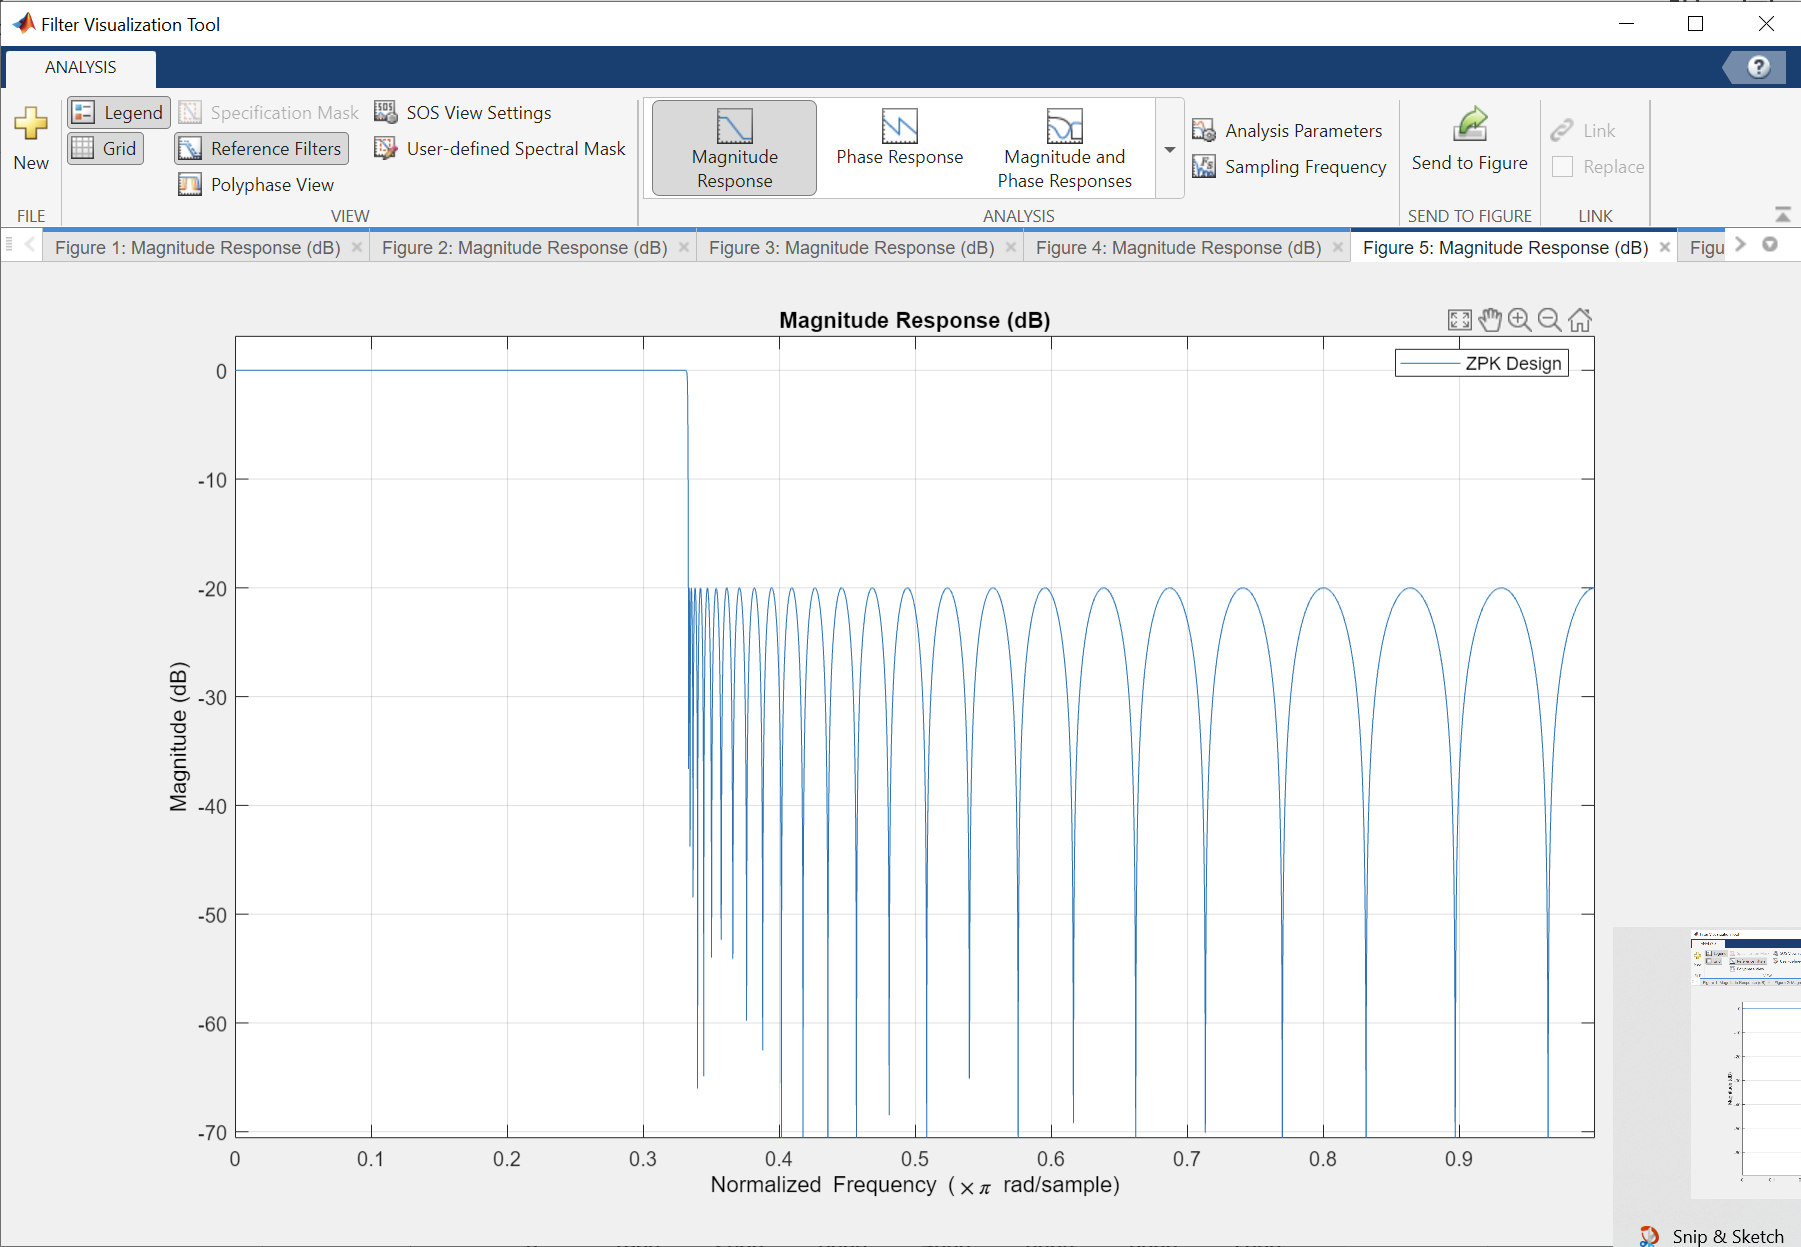 Filter Visualization Tool
ANALYSIS
New
Legend
Grid
Specification Mask
Reference Filters
Polyphase View
SOS View Settings
User-defined Spectral Mask
Magnitude
Response
Phase Response
Magnitude and
Phase Responses
Analysis Parameters
Sampling Frequency
Send to Figure
Link
Replace
FILE
VIEW
ANALYSIS
SEND TO FIGURE
LINK
Figure 1: Magnitude Response (dB)
Figure 2: Magnitude Response (dB)
Figure 3: Magnitude Response (dB)
Figure 4: Magnitude Response (dB)
Figure 5: Magnitude Response (dB)
Figu
Magnitude Response (dB)
ZPK Design
0
-10
-20
-30
-40
-50
-60
-70
Magnitude (dB)
0 0.1 0.2 0.3 0.4 0.5 0.6 0.7 0.8 0.9
Normalized Frequency (×π rad/sample)
Snip & Sketch